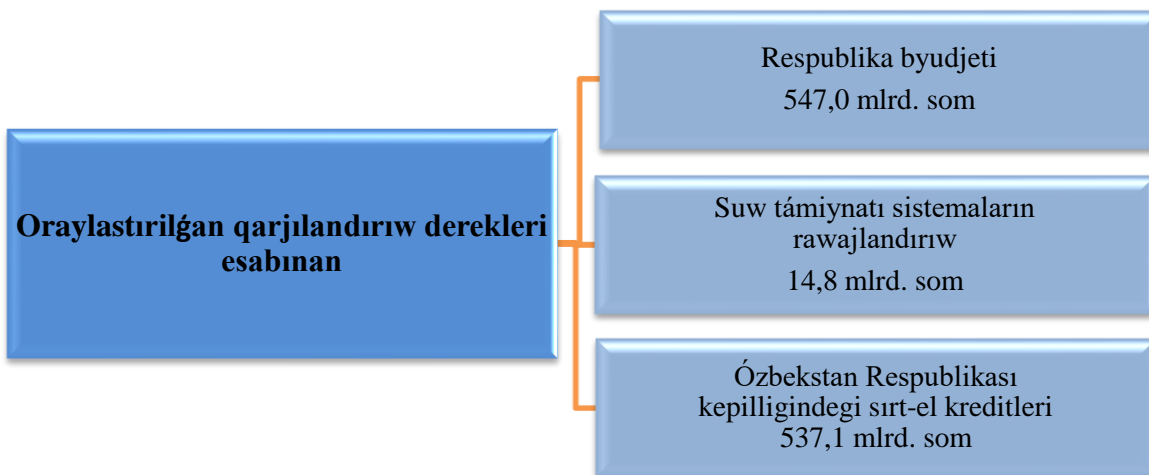 Oraylastırılǵan qarjılandırıw derekleri
esabınan
Respublika byudjeti
547,0 mlrd. som
Suw támiynatı sistemaların
rawajlandırıw
14,8 mlrd. som
Ózbekstan Respublikası
kepilligindegi sırt-el kreditleri
537,1 mlrd. som